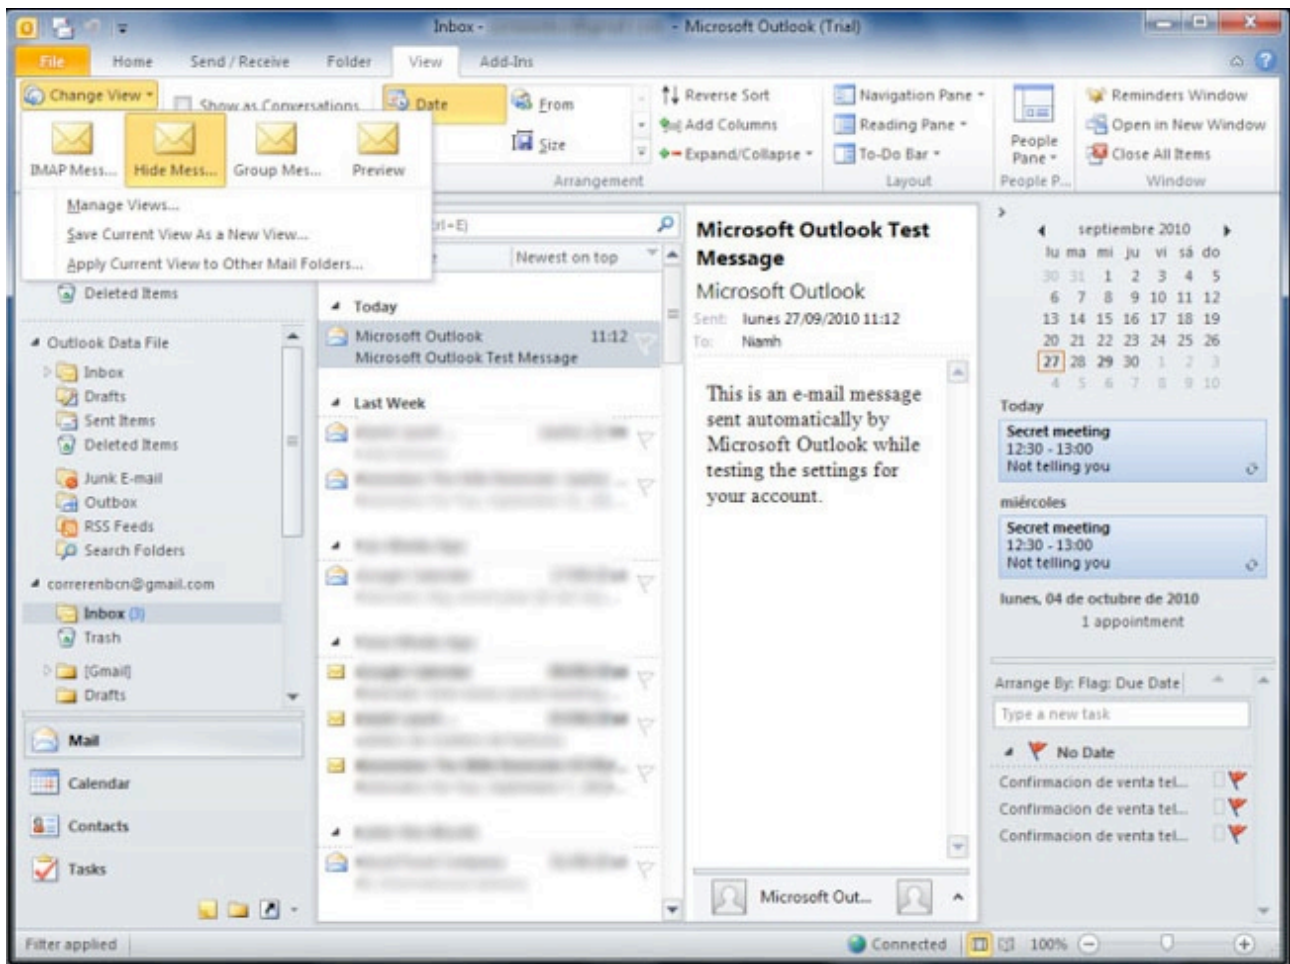 Inbox -
- Microsoft Outlook (Trial)
File Home Send / Receive Folder View Add-Ins
Change View
Show as Conversations
Date
From
Size
Arrangement
Reverse Sort
Add Columns
Expand/Collapse
Navigation Pane
Reading Pane
To-Do Bar
Layout
People
Pane
People P...
Reminders Window
Open in New Window
Close All Items
Window
IMAP Mess... Hide Mess... Group Mes... Preview
Manage Views...
Save Current View As a New View...
Apply Current View to Other Mail Folders...
Deleted Items
Outlook Data File
Inbox
Drafts
Sent Items
Deleted Items
Junk E-mail
Outbox
RSS Feeds
Search Folders
correrenbcn@gmail.com
Inbox (3)
Trash
[Gmail]
Drafts
Mail
Calendar
Contacts
Tasks
Newest on top
Today
Microsoft Outlook 11:12
Microsoft Outlook Test Message
Last Week
Microsoft Outlook Test
Message
Microsoft Outlook
Sent: lunes 27/09/2010 11:12
To: Niamh
This is an e-mail message
sent automatically by
Microsoft Outlook while
testing the settings for
your account.
Microsoft Out...
septiembre 2010
lu ma mi ju vi sá do
30 31 1 2 3 4 5
6 7 8 9 10 11 12
13 14 15 16 17 18 19
20 21 22 23 24 25 26
27 28 29 30 1 2 3
4 5 6 7 8 9 10
Today
Secret meeting
12:30 - 13:00
Not telling you
miércoles
Secret meeting
12:30 - 13:00
Not telling you
lunes, 04 de octubre de 2010
1 appointment
Arrange By: Flag: Due Date
Type a new task
No Date
Confirmacion de venta tel...
Confirmacion de venta tel...
Confirmacion de venta tel...
Filter applied
Connected
100%